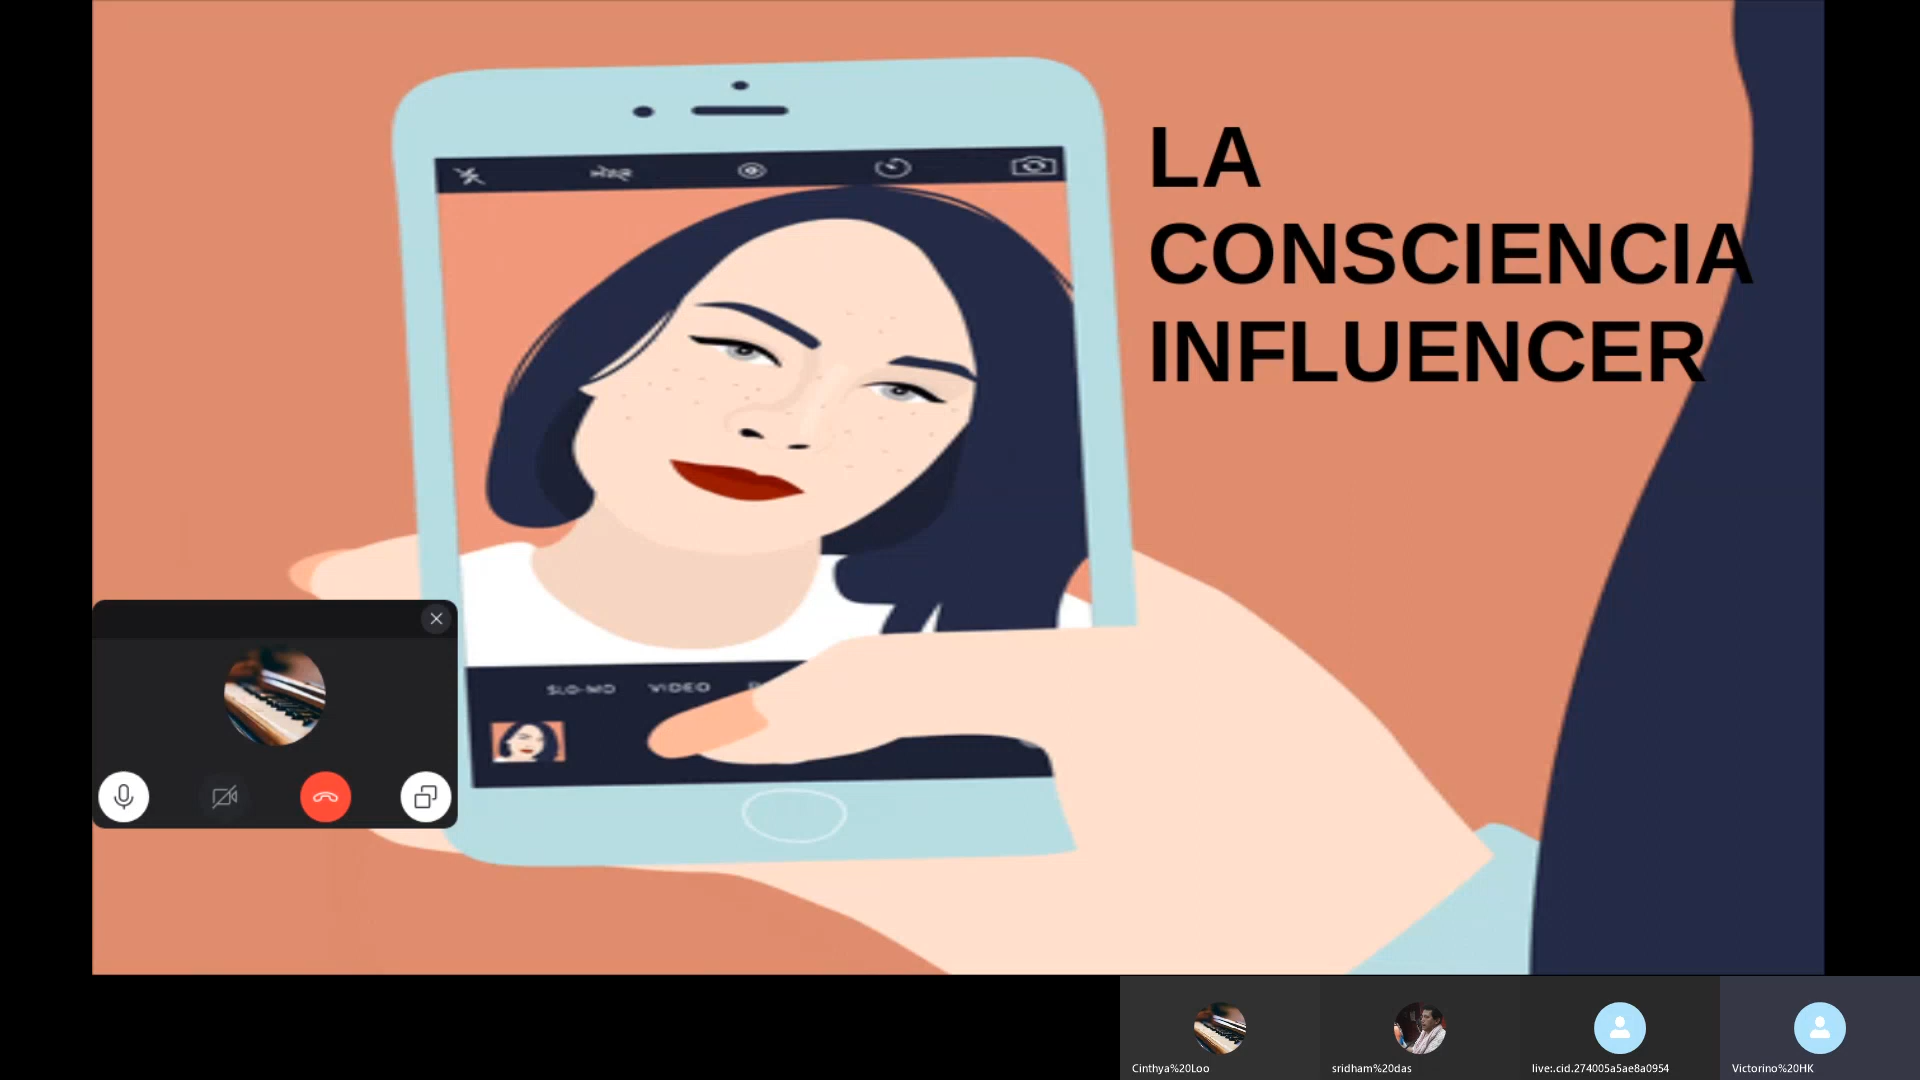 LA
CONSCIENCIA
INFLUENCER
SLO-MO VIDEO
Cinthya%20Loo
sridham%20das
live:.cid.274005a5ae8a0954
Victorino%20HK